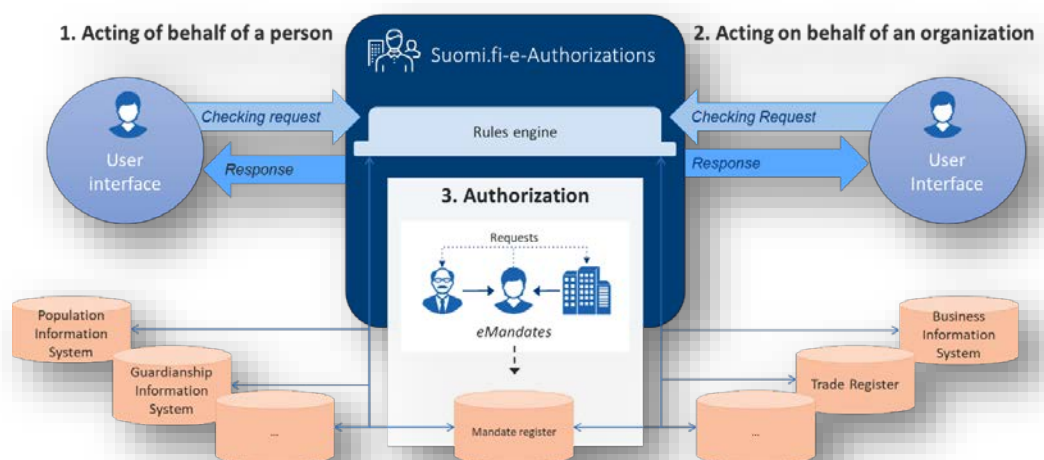 1. Acting of behalf of a person
Suomi.fi-e-Authorizations
2. Acting on behalf of an organization
User
interface
Checking request
Response
Rules engine
Checking Request
Response
User
Interface
3. Authorization
Requests
eMandates
Population
Information
System
Guardianship
Information
System
...
Mandate register
Business
Information
System
Trade Register
...